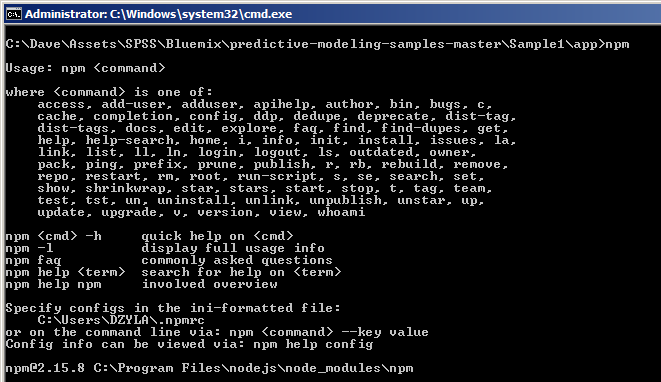 Administrator: C:\Windows\system32\cmd.exe
C:\Dave\Assets\SPSS\Bluemix\predictive-modeling-samples-master\Sample1\app>npm
Usage: npm <command>
where <command> is one of:
access, add-user, adduser, apihelp, author, bin, bugs, c,
cache, completion, config, ddp, dedupe, deprecate, dist-tag,
dist-tags, docs, edit, explore, faq, find, find-dupes, get,
help, help-search, home, i, info, init, install, issues, la,
link, list, ll, ln, login, logout, ls, outdated, owner,
pack, ping, prefix, prune, publish, r, rb, rebuild, remove,
repo, restart, rm, root, run-script, s, se, search, set,
show, shrinkwrap, star, stars, start, stop, t, tag, team,
test, tst, un, uninstall, unlink, unpublish, unstar, up,
update, upgrade, v, version, view, whoami
npm <cmd> -h     quick help on <cmd>
npm -l           display full usage info
npm faq          commonly asked questions
npm help <term>  search for help on <term>
npm help npm     involved overview
Specify configs in the ini-formatted file:
C:\Users\DZYLA\.npmrc
or on the command line via: npm <command> --key value
Config info can be viewed via: npm help config
npm@2.15.8 C:\Program Files\nodejs\node_modules\npm